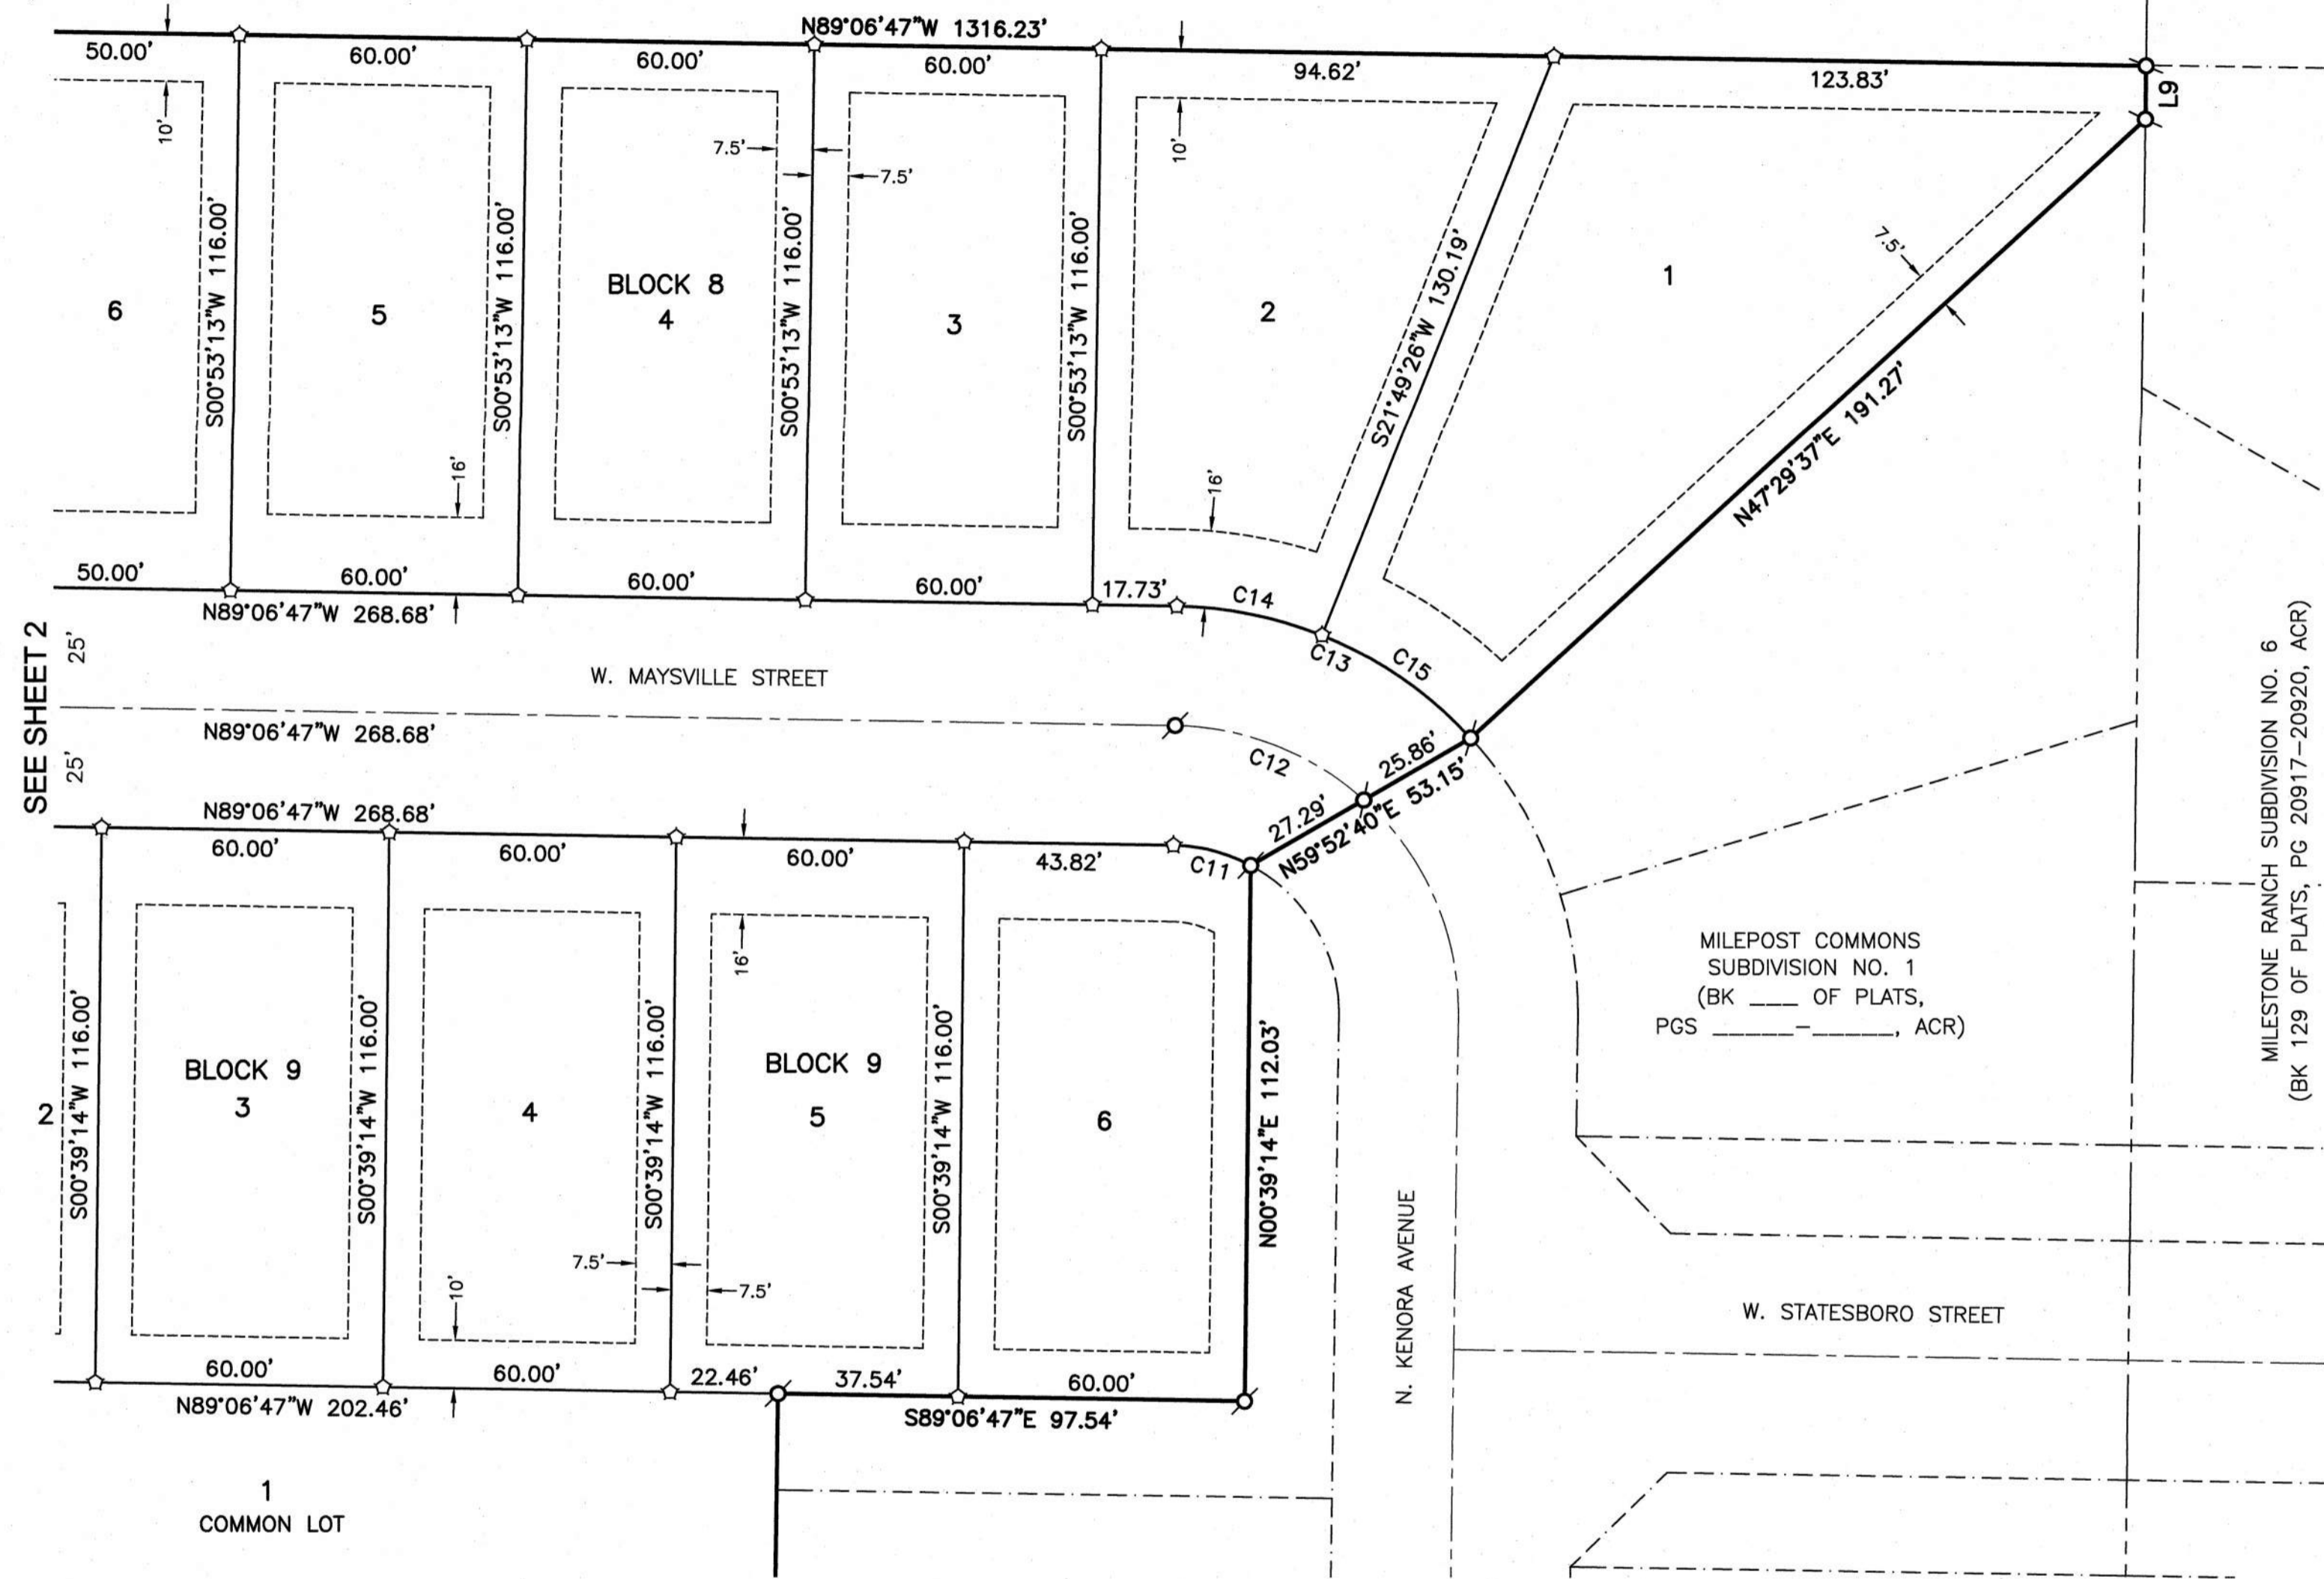 N89°06'47"W 1316.23'
50.00'
60.00'
60.00'
60.00'
94.62'
123.83'
L9
10'
7.5'
7.5'
10'
7.5'
S00°53'13"W 116.00'
S00°53'13"W 116.00'
S00°53'13"W 116.00'
S00°53'13"W 116.00'
S21°49'26"W 130.19'
N47°29'37"E 191.27'
6
5
BLOCK 8
4
3
2
1
16'
16'
50.00'
60.00'
60.00'
60.00'
17.73'
C14
N89°06'47"W 268.68'
C13
C15
SEE SHEET 2
25'
W. MAYSVILLE STREET
N89°06'47"W 268.68'
25'
C12
25.86'
27.29'
N59°52'40"E 53.15'
N89°06'47"W 268.68'
60.00'
60.00'
60.00'
43.82'
C11
16'
S00°39'14"W 116.00'
S00°39'14"W 116.00'
S00°39'14"W 116.00'
S00°39'14"W 116.00'
N00°39'14"E 112.03'
2
BLOCK 9
3
4
BLOCK 9
5
6
7.5'
7.5'
10'
60.00'
60.00'
22.46'
37.54'
60.00'
N89°06'47"W 202.46'
S89°06'47"E 97.54'
1
COMMON LOT
N. KENORA AVENUE
W. STATESBORO STREET
MILEPOST COMMONS
SUBDIVISION NO. 1
(BK ___ OF PLATS,
PGS _____-_____, ACR)
MILESTONE RANCH SUBDIVISION NO. 6
(BK 129 OF PLATS, PG 20917-20920, ACR)